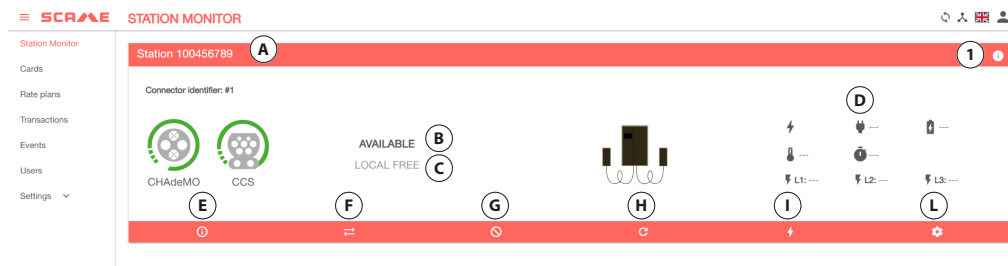 SCAME STATION MONITOR
Station Monitor
Cards
Rate plans
Transactions
Events
Users
Settings
Station 100456789 A 1
Connector identifier: #1
CHAdeMO CCS
AVAILABLE B
LOCAL FREE C
D
--- ---
--- ---
L1: --- L2: --- L3: ---
E F G H I L